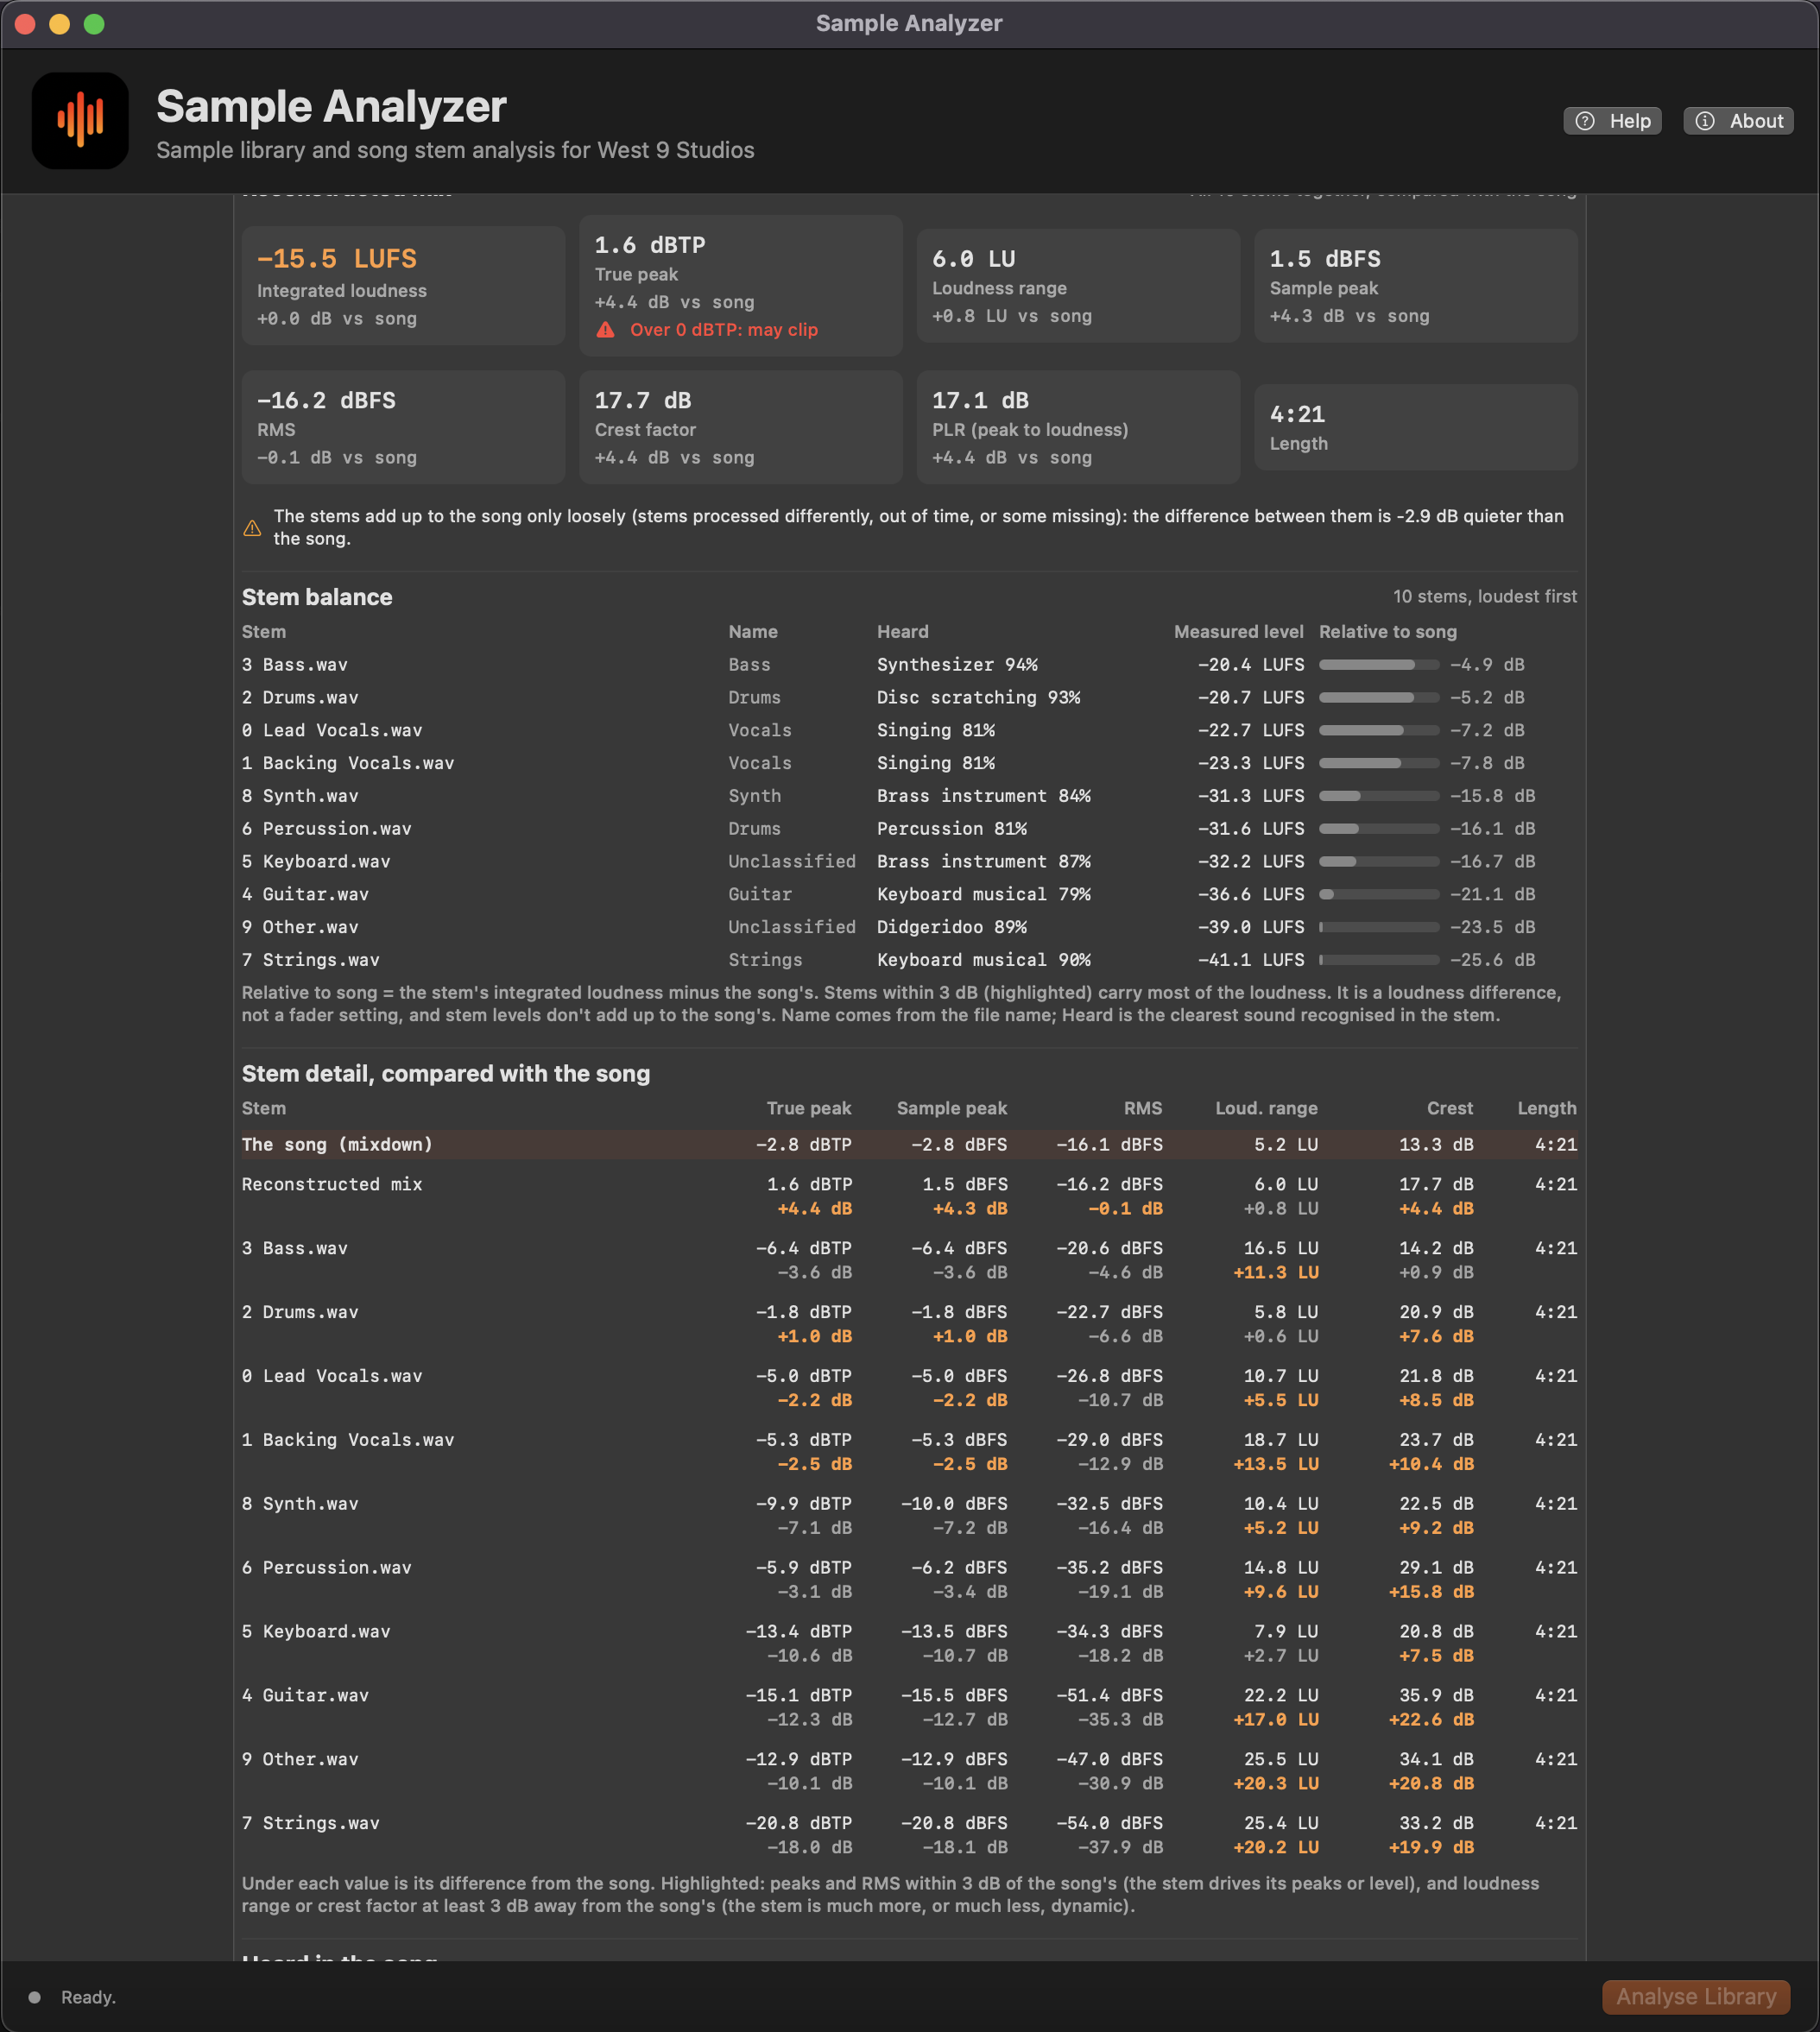 Sample Analyzer
Sample Analyzer
Sample library and song stem analysis for West 9 Studios
Help
About
−15.5 LUFS
Integrated loudness
+0.0 dB vs song
1.6 dBTP
True peak
+4.4 dB vs song
Over 0 dBTP: may clip
6.0 LU
Loudness range
+0.8 LU vs song
1.5 dBFS
Sample peak
+4.3 dB vs song
−16.2 dBFS
RMS
−0.1 dB vs song
17.7 dB
Crest factor
+4.4 dB vs song
17.1 dB
PLR (peak to loudness)
+4.4 dB vs song
4:21
Length
The stems add up to the song only loosely (stems processed differently, out of time, or some missing): the difference between them is -2.9 dB quieter than
the song.
Stem balance 10 stems, loudest first
Stem Name Heard Measured level Relative to song
3 Bass.wav Bass Synthesizer 94% −20.4 LUFS −4.9 dB
2 Drums.wav Drums Disc scratching 93% −20.7 LUFS −5.2 dB
0 Lead Vocals.wav Vocals Singing 81% −22.7 LUFS −7.2 dB
1 Backing Vocals.wav Vocals Singing 81% −23.3 LUFS −7.8 dB
8 Synth.wav Synth Brass instrument 84% −31.3 LUFS −15.8 dB
6 Percussion.wav Drums Percussion 81% −31.6 LUFS −16.1 dB
5 Keyboard.wav Unclassified Brass instrument 87% −32.2 LUFS −16.7 dB
4 Guitar.wav Guitar Keyboard musical 79% −36.6 LUFS −21.1 dB
9 Other.wav Unclassified Didgeridoo 89% −39.0 LUFS −23.5 dB
7 Strings.wav Strings Keyboard musical 90% −41.1 LUFS −25.6 dB
Relative to song = the stem's integrated loudness minus the song's. Stems within 3 dB (highlighted) carry most of the loudness. It is a loudness difference,
not a fader setting, and stem levels don't add up to the song's. Name comes from the file name; Heard is the clearest sound recognised in the stem.
Stem detail, compared with the song
Stem True peak Sample peak RMS Loud. range Crest Length
The song (mixdown) −2.8 dBTP −2.8 dBFS −16.1 dBFS 5.2 LU 13.3 dB 4:21
Reconstructed mix 1.6 dBTP 1.5 dBFS −16.2 dBFS 6.0 LU 17.7 dB 4:21
+4.4 dB +4.3 dB −0.1 dB +0.8 LU +4.4 dB
3 Bass.wav −6.4 dBTP −6.4 dBFS −20.6 dBFS 16.5 LU 14.2 dB 4:21
−3.6 dB −3.6 dB −4.6 dB +11.3 LU +0.9 dB
2 Drums.wav −1.8 dBTP −1.8 dBFS −22.7 dBFS 5.8 LU 20.9 dB 4:21
+1.0 dB +1.0 dB −6.6 dB +0.6 LU +7.6 dB
0 Lead Vocals.wav −5.0 dBTP −5.0 dBFS −26.8 dBFS 10.7 LU 21.8 dB 4:21
−2.2 dB −2.2 dB −10.7 dB +5.5 LU +8.5 dB
1 Backing Vocals.wav −5.3 dBTP −5.3 dBFS −29.0 dBFS 18.7 LU 23.7 dB 4:21
−2.5 dB −2.5 dB −12.9 dB +13.5 LU +10.4 dB
8 Synth.wav −9.9 dBTP −10.0 dBFS −32.5 dBFS 10.4 LU 22.5 dB 4:21
−7.1 dB −7.2 dB −16.4 dB +5.2 LU +9.2 dB
6 Percussion.wav −5.9 dBTP −6.2 dBFS −35.2 dBFS 14.8 LU 29.1 dB 4:21
−3.1 dB −3.4 dB −19.1 dB +9.6 LU +15.8 dB
5 Keyboard.wav −13.4 dBTP −13.5 dBFS −34.3 dBFS 7.9 LU 20.8 dB 4:21
−10.6 dB −10.7 dB −18.2 dB +2.7 LU +7.5 dB
4 Guitar.wav −15.1 dBTP −15.5 dBFS −51.4 dBFS 22.2 LU 35.9 dB 4:21
−12.3 dB −12.7 dB −35.3 dB +17.0 LU +22.6 dB
9 Other.wav −12.9 dBTP −12.9 dBFS −47.0 dBFS 25.5 LU 34.1 dB 4:21
−10.1 dB −10.1 dB −30.9 dB +20.3 LU +20.8 dB
7 Strings.wav −20.8 dBTP −20.8 dBFS −54.0 dBFS 25.4 LU 33.2 dB 4:21
−18.0 dB −18.1 dB −37.9 dB +20.2 LU +19.9 dB
Under each value is its difference from the song. Highlighted: peaks and RMS within 3 dB of the song's (the stem drives its peaks or level), and loudness
range or crest factor at least 3 dB away from the song's (the stem is much more, or much less, dynamic).
Heard in the song
Ready.
Analyse Library